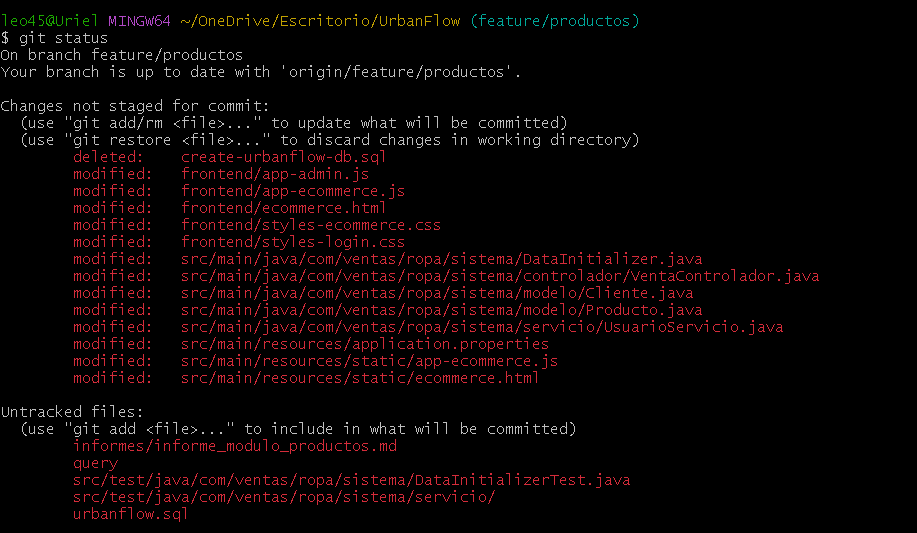 leo45@Uriel MINGW64 ~/OneDrive/Escritorio/UrbanFlow (feature/productos)
$ git status
On branch feature/productos
Your branch is up to date with 'origin/feature/productos'.

Changes not staged for commit:
  (use "git add/rm <file>..." to update what will be committed)
  (use "git restore <file>..." to discard changes in working directory)
        deleted:    create-urbanflow-db.sql
        modified:   frontend/app-admin.js
        modified:   frontend/app-ecommerce.js
        modified:   frontend/ecommerce.html
        modified:   frontend/styles-ecommerce.css
        modified:   frontend/styles-login.css
        modified:   src/main/java/com/ventas/ropa/sistema/DataInitializer.java
        modified:   src/main/java/com/ventas/ropa/sistema/controlador/VentaControlador.java
        modified:   src/main/java/com/ventas/ropa/sistema/modelo/Cliente.java
        modified:   src/main/java/com/ventas/ropa/sistema/modelo/Producto.java
        modified:   src/main/java/com/ventas/ropa/sistema/servicio/UsuarioServicio.java
        modified:   src/main/resources/application.properties
        modified:   src/main/resources/static/app-ecommerce.js
        modified:   src/main/resources/static/ecommerce.html

Untracked files:
  (use "git add <file>..." to include in what will be committed)
        informes/informe_modulo_productos.md
        query
        src/test/java/com/ventas/ropa/sistema/DataInitializerTest.java
        src/test/java/com/ventas/ropa/sistema/servicio/
        urbanflow.sql